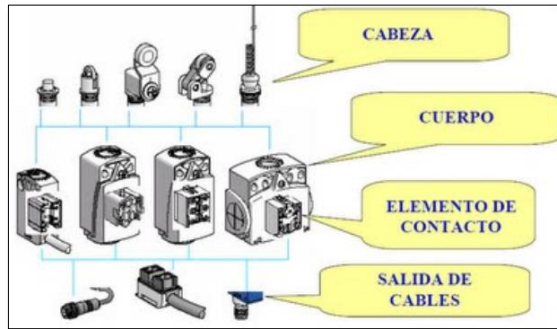 CABEZA
CUERPO
ELEMENTO DE
CONTACTO
SALIDA DE
CABLES